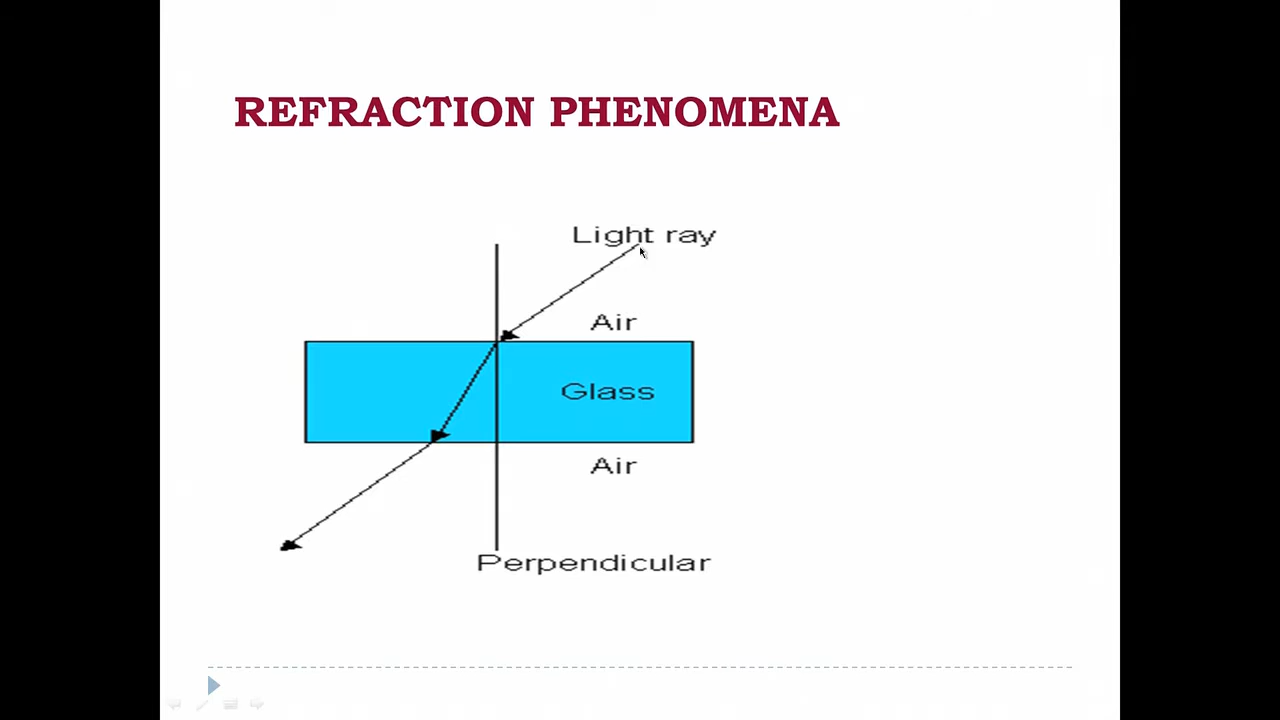 REFRACTION PHENOMENA
Light ray
Air
Glass
Air
Perpendicular